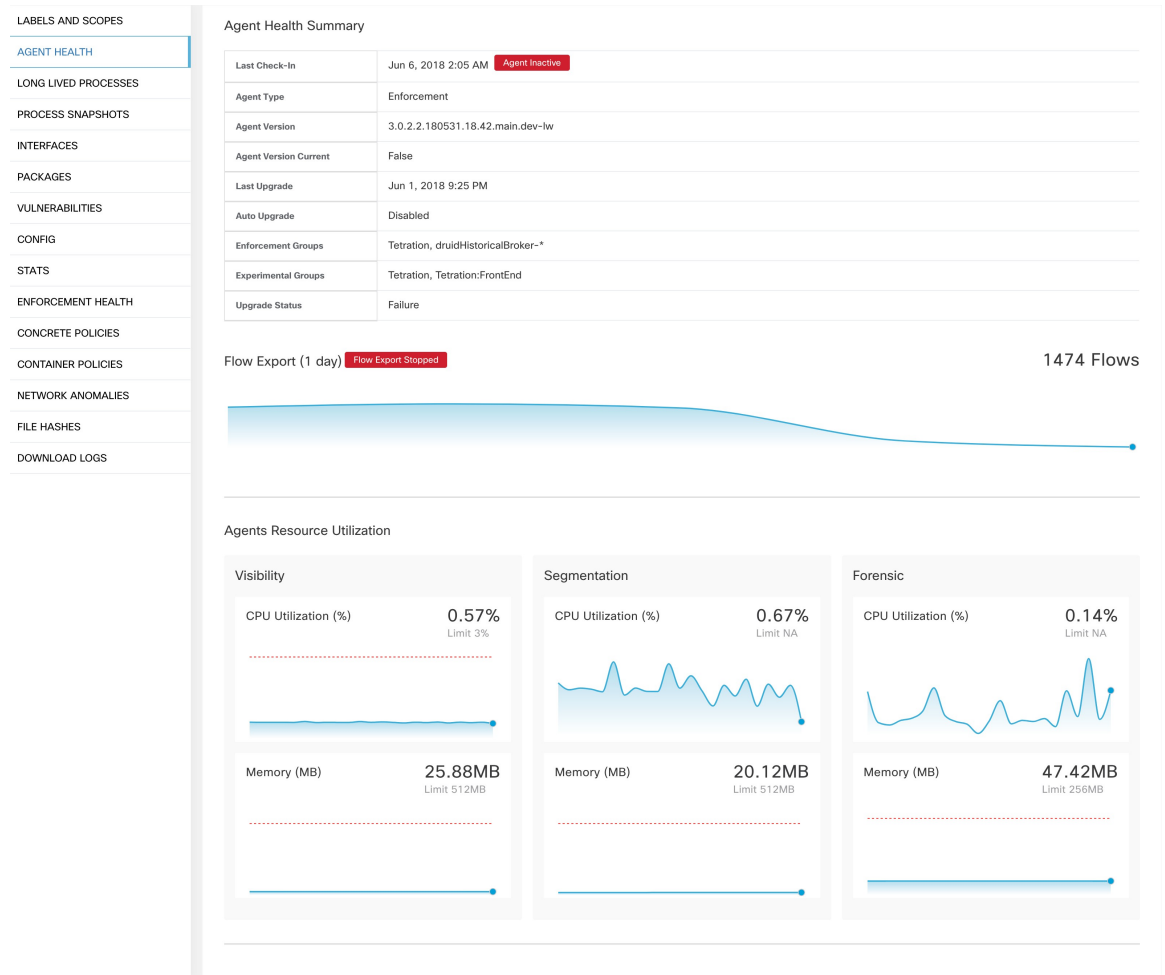 LABELS AND SCOPES
AGENT HEALTH
LONG LIVED PROCESSES
PROCESS SNAPSHOTS
INTERFACES
PACKAGES
VULNERABILITIES
CONFIG
STATS
ENFORCEMENT HEALTH
CONCRETE POLICIES
CONTAINER POLICIES
NETWORK ANOMALIES
FILE HASHES
DOWNLOAD LOGS
Agent Health Summary
Last Check-In Jun 6, 2018 2:05 AM Agent Inactive
Agent Type Enforcement
Agent Version 3.0.2.2.180531.18.42.main.dev-lw
Agent Version Current False
Last Upgrade Jun 1, 2018 9:25 PM
Auto Upgrade Disabled
Enforcement Groups Tetration, druidHistoricalBroker-*
Experimental Groups Tetration, Tetration:FrontEnd
Upgrade Status Failure
Flow Export (1 day) Flow Export Stopped 1474 Flows
Agents Resource Utilization
Visibility
CPU Utilization (%) 0.57%
Limit 3%
Memory (MB) 25.88MB
Limit 512MB
Segmentation
CPU Utilization (%) 0.67%
Limit NA
Memory (MB) 20.12MB
Limit 512MB
Forensic
CPU Utilization (%) 0.14%
Limit NA
Memory (MB) 47.42MB
Limit 256MB